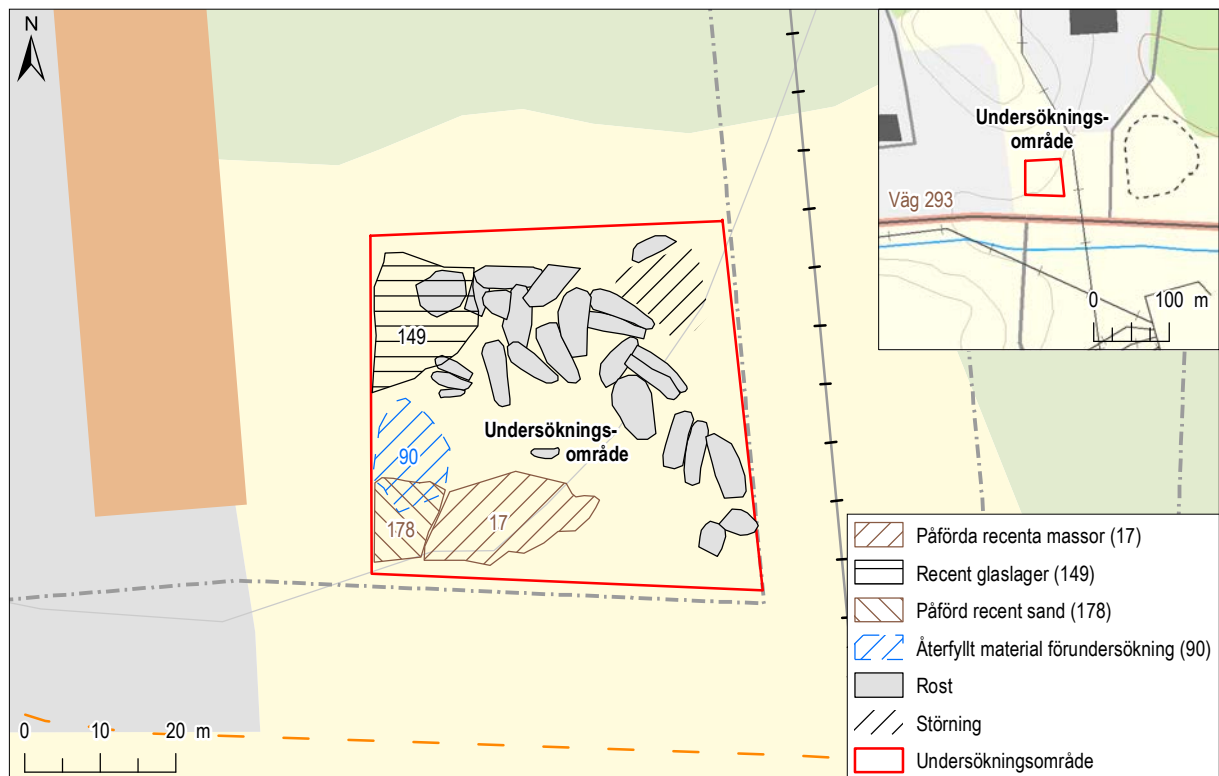 N
149
90
178
17
Undersöknings-
område
0 10 20 m
Undersöknings-
område
Väg 293
0 100 m
Påförda recenta massor (17)
Recent glaslager (149)
Påförd recent sand (178)
Återfyllt material förundersökning (90)
Rost
Störning
Undersökningsområde